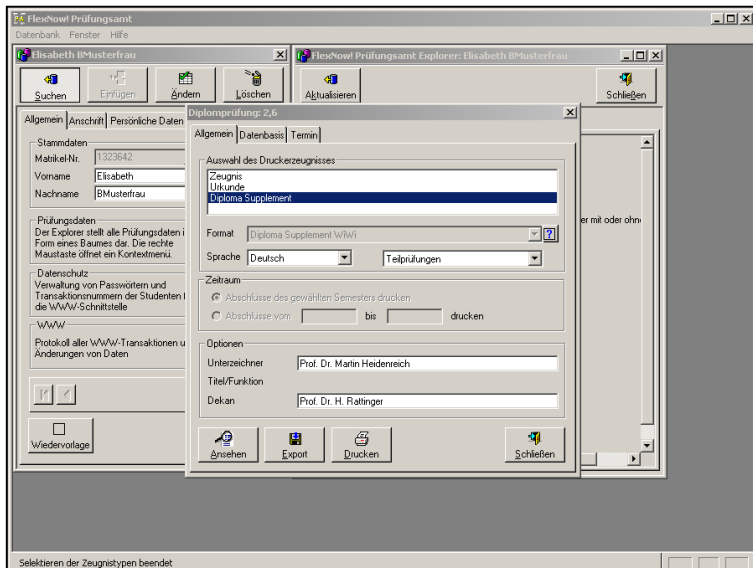 FlexNow! Prüfungsamt
Datenbank Fenster Hilfe
Elisabeth BMusterfrau
Suchen Einfügen Ändern Löschen
Allgemein Anschrift Persönliche Daten
Stammdaten
Matrikel-Nr. 1323642
Vorname Elisabeth
Nachname BMusterfrau
Prüfungsdaten
Der Explorer stellt alle Prüfungsdaten i
Form eines Baumes dar. Die rechte
Maustaste öffnet ein Kontextmenü.
Datenschutz
Verwaltung von Passwörtern und
Transaktionsnummern der Studenten
die WWW-Schnittstelle
WWW
Protokoll aller WWW-Transaktionen u
Änderungen von Daten
Wiedervorlage
FlexNow! Prüfungsamt Explorer: Elisabeth BMusterfrau
Aktualisieren Schließen
er mit oder ohn
Diplomprüfung: 2,6
Allgemein Datenbasis Termin
Auswahl des Druckerzeugnisses
Zeugnis
Urkunde
Diploma Supplement
Format Diploma Supplement WiWi ?
Sprache Deutsch Teilprüfungen
Zeitraum
Abschlüsse des gewählten Semesters drucken
Abschlüsse vom bis drucken
Optionen
Unterzeichner Prof. Dr. Martin Heidenreich
Titel/Funktion
Dekan Prof. Dr. H. Rattinger
Ansehen Export Drucken Schließen
Selektieren der Zeugnistypen beendet